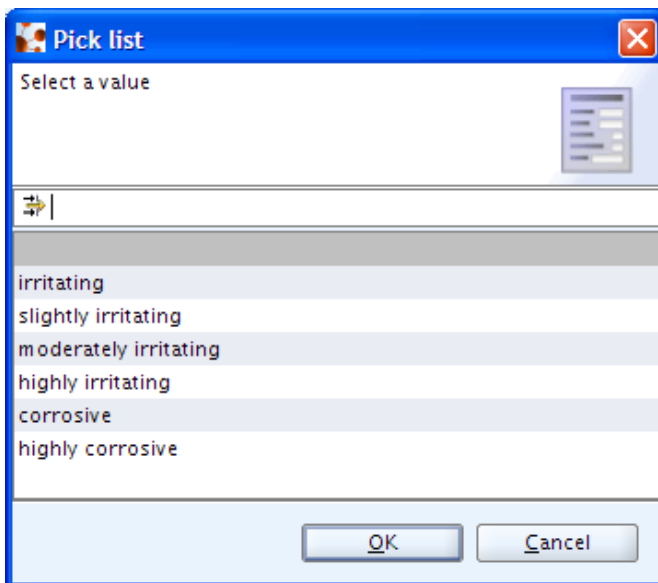 Pick list
Select a value
irritating
slightly irritating
moderately irritating
highly irritating
corrosive
highly corrosive
OK
Cancel